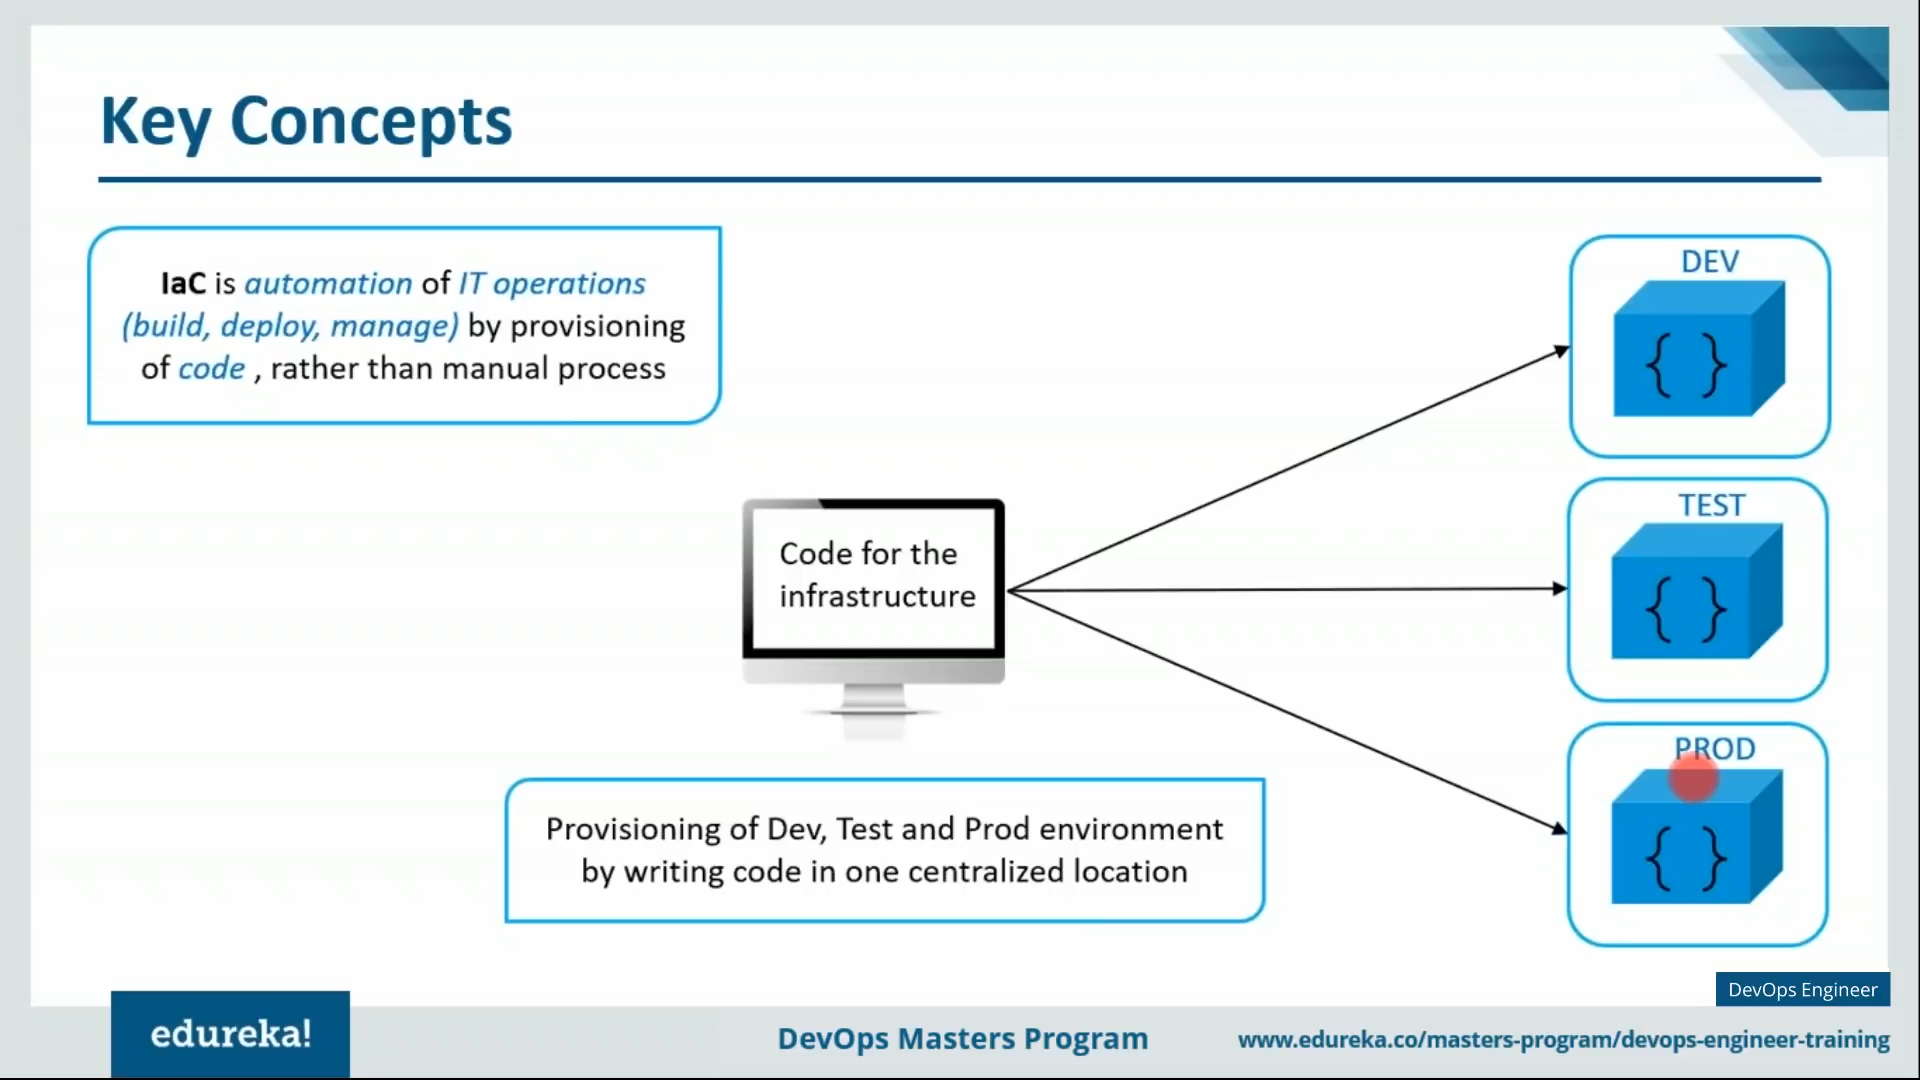 Key Concepts
IaC is automation of IT operations
(build, deploy, manage) by provisioning
of code , rather than manual process
DEV
{ }
TEST
{ }
Code for the
infrastructure
PROD
{ }
Provisioning of Dev, Test and Prod environment
by writing code in one centralized location
DevOps Engineer
edureka!
DevOps Masters Program
www.edureka.co/masters-program/devops-engineer-training